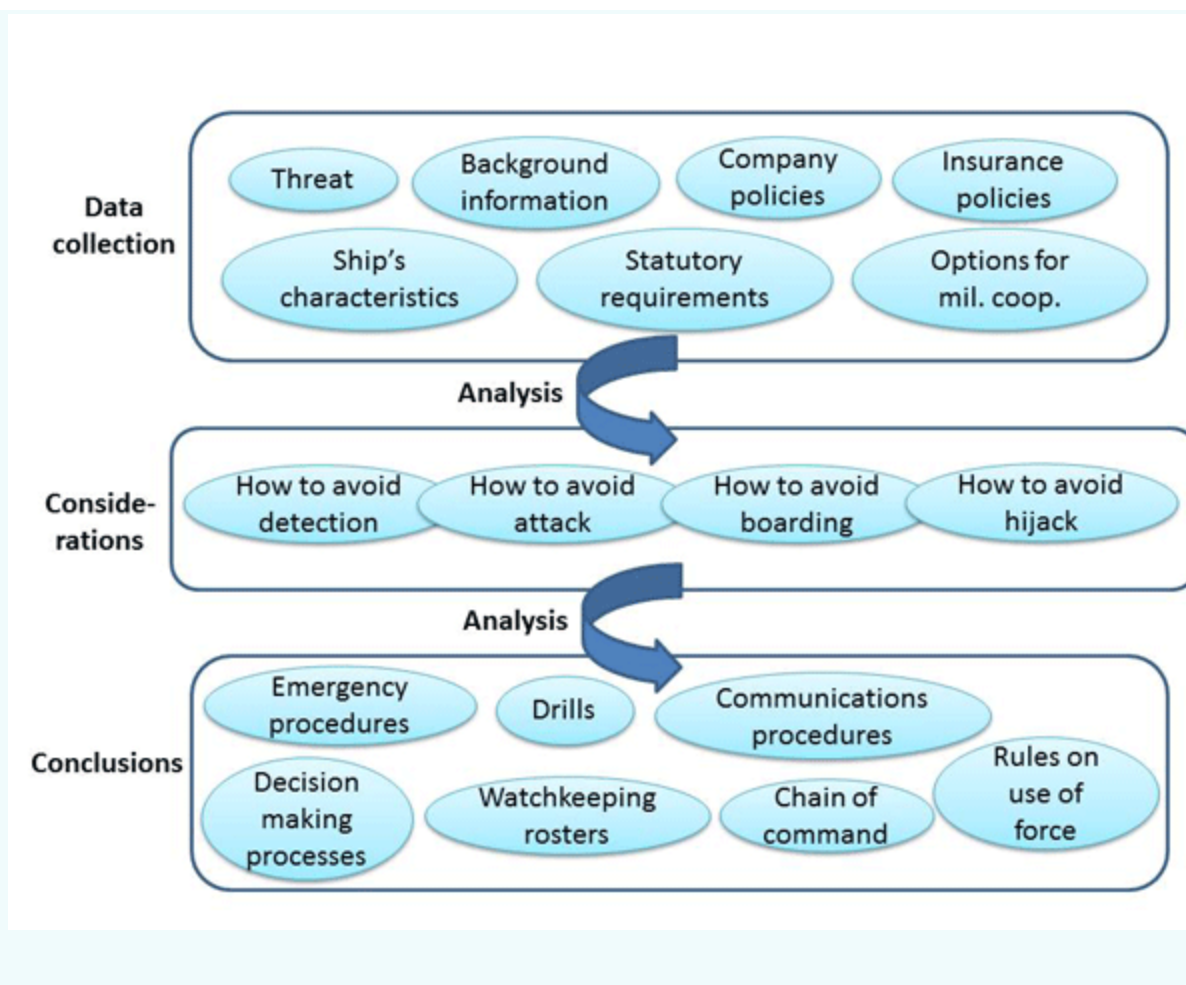 Data
collection
Threat
Background
information
Company
policies
Insurance
policies
Ship's
characteristics
Statutory
requirements
Options for
mil. coop.
Analysis
Conside-
rations
How to avoid
detection
How to avoid
attack
How to avoid
boarding
How to avoid
hijack
Analysis
Conclusions
Emergency
procedures
Drills
Communications
procedures
Rules on
use of
force
Decision
making
processes
Watchkeeping
rosters
Chain of
command